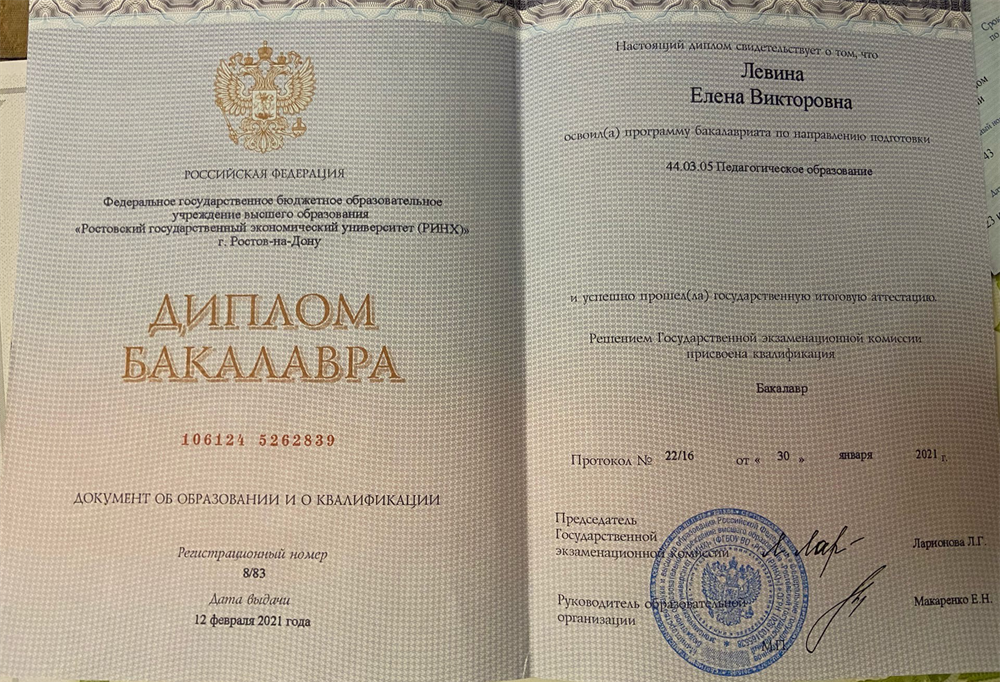 РОССИЙСКАЯ ФЕДЕРАЦИЯ
Федеральное государственное бюджетное образовательное
учреждение высшего образования
«Ростовский государственный экономический университет (РИНХ)»
г. Ростов-на-Дону
ДИПЛОМ
БАКАЛАВРА
106124 5262839
ДОКУМЕНТ ОБ ОБРАЗОВАНИИ И О КВАЛИФИКАЦИИ
Регистрационный номер
8/83
Дата выдачи
12 февраля 2021 года
Настоящий диплом свидетельствует о том, что
Левина
Елена Викторовна
освоил(а) программу бакалавриата по направлению подготовки
44.03.05 Педагогическое образование
и успешно прошел(ла) государственную итоговую аттестацию.
Решением Государственной экзаменационной комиссии
присвоена квалификация
Бакалавр
Протокол № 22/16 от « 30 » января 2021 г.
Председатель
Государственной
экзаменационной комиссии Ларионова Л.Г.
Руководитель образовательной
организации Макаренко Е.Н.
М.П.